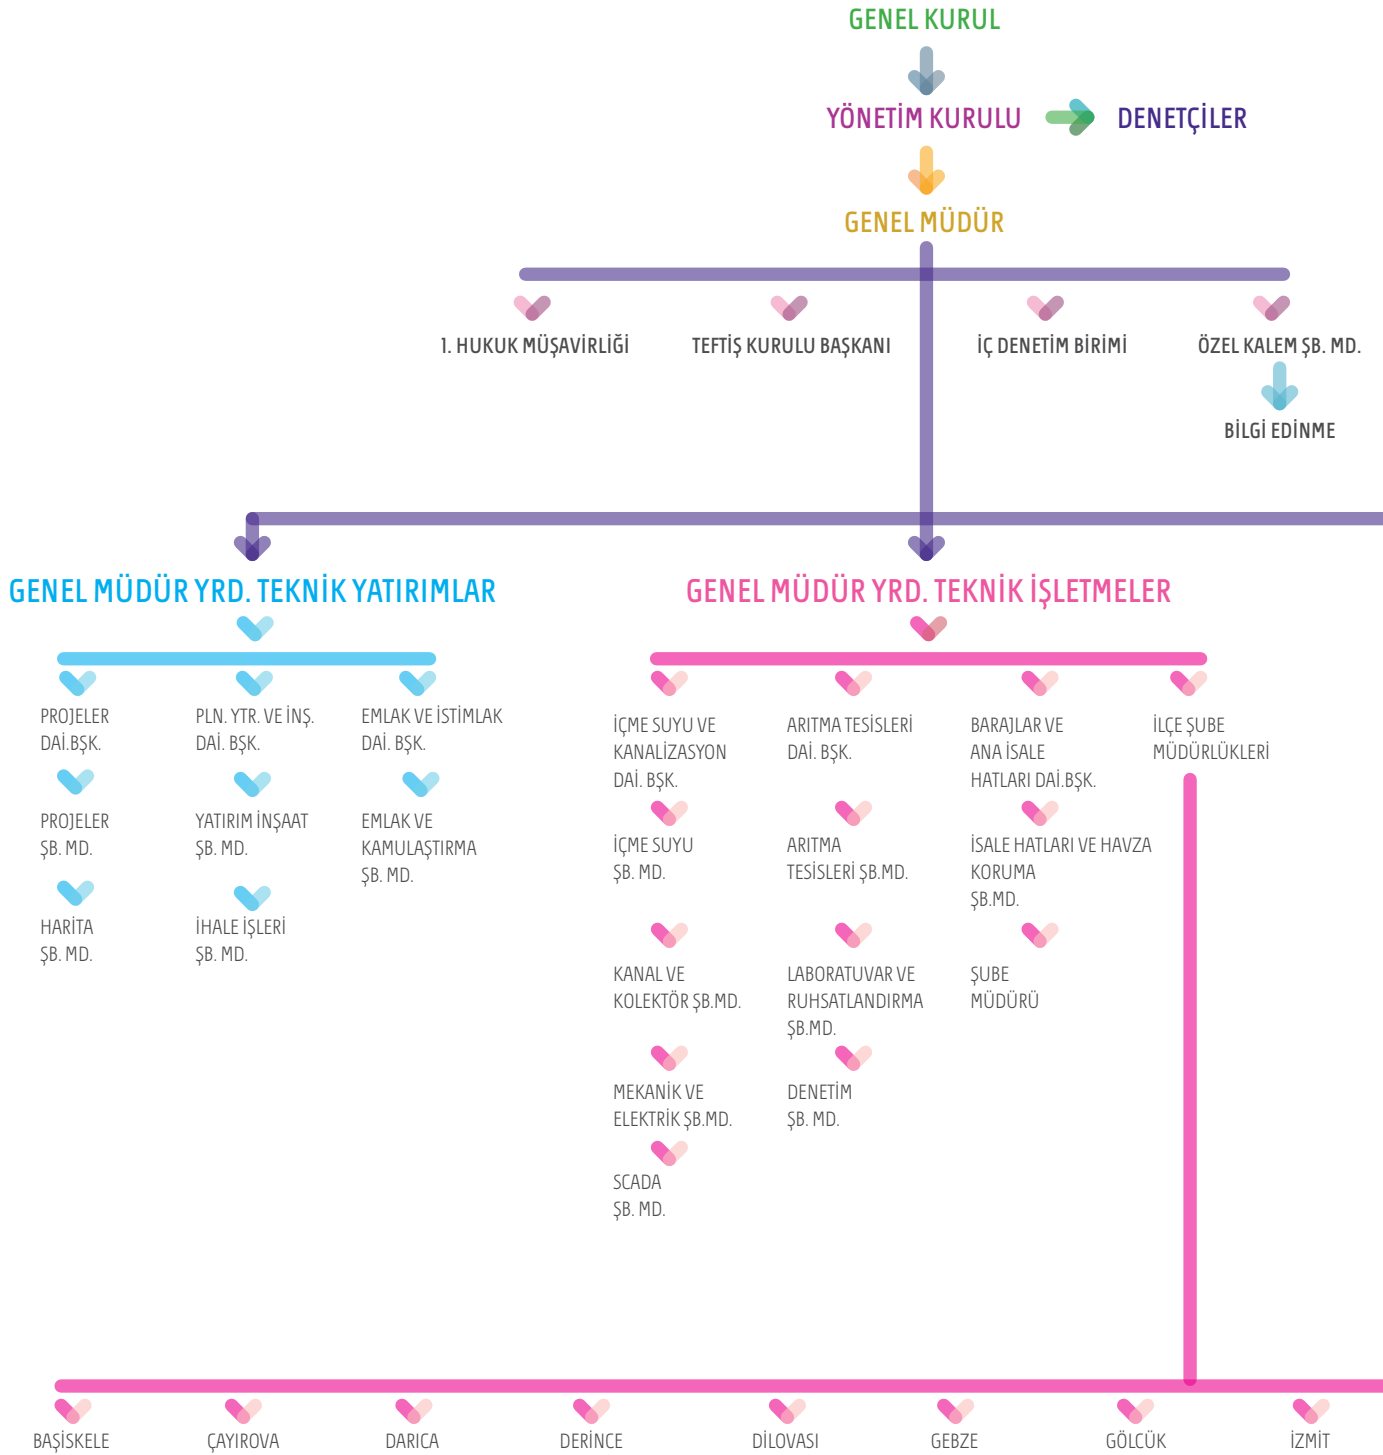 GENEL KURUL
YÖNETİM KURULU
DENETÇİLER
GENEL MÜDÜR
1. HUKUK MÜŞAVİRLİĞİ
TEFTİŞ KURULU BAŞKANI
İÇ DENETİM BİRİMİ
ÖZEL KALEM ŞB. MD.
BİLGİ EDİNME
GENEL MÜDÜR YRD. TEKNİK YATIRIMLAR
PROJELER
DAİ.BŞK.
PROJELER
ŞB. MD.
HARİTA
ŞB. MD.
PLN. YTR. VE İNŞ.
DAİ. BŞK.
YATIRIM İNŞAAT
ŞB. MD.
İHALE İŞLERİ
ŞB. MD.
EMLAK VE İSTİMLAK
DAİ. BŞK.
EMLAK VE
KAMULAŞTIRMA
ŞB. MD.
GENEL MÜDÜR YRD. TEKNİK İŞLETMELER
İÇME SUYU VE
KANALİZASYON
DAİ. BŞK.
İÇME SUYU
ŞB. MD.
KANAL VE
KOLEKTÖR ŞB.MD.
MEKANİK VE
ELEKTRİK ŞB.MD.
SCADA
ŞB. MD.
ARITMA TESİSLERİ
DAİ. BŞK.
ARITMA
TESİSLERİ ŞB.MD.
LABORATUVAR VE
RUHSATLANDIRMA
ŞB.MD.
DENETİM
ŞB. MD.
BARAJLAR VE
ANA İSALE
HATLARI DAİ.BŞK.
İSALE HATLARI VE HAVZA
KORUMA
ŞB.MD.
ŞUBE
MÜDÜRÜ
İLÇE ŞUBE
MÜDÜRLÜKLERİ
BAŞİSKELE
ÇAYIROVA
DARICA
DERİNCE
DİLOVASI
GEBZE
GÖLCÜK
İZMİT